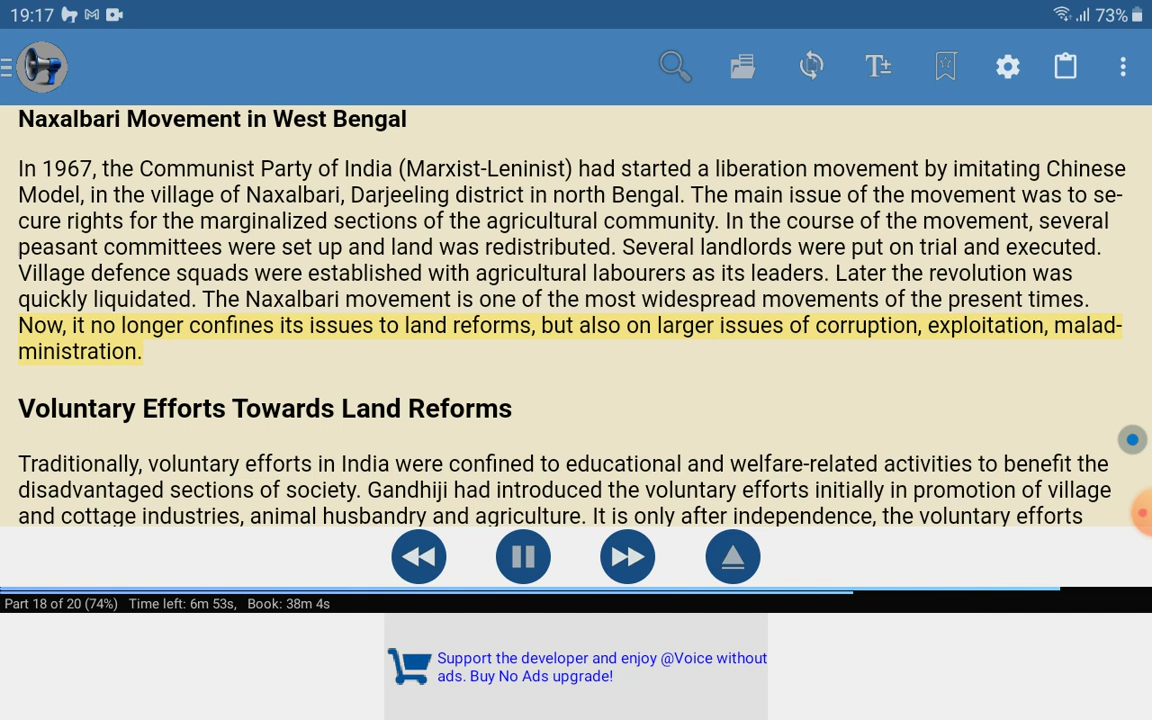 19:17
73%
Naxalbari Movement in West Bengal
In 1967, the Communist Party of India (Marxist-Leninist) had started a liberation movement by imitating Chinese
Model, in the village of Naxalbari, Darjeeling district in north Bengal. The main issue of the movement was to se-
cure rights for the marginalized sections of the agricultural community. In the course of the movement, several
peasant committees were set up and land was redistributed. Several landlords were put on trial and executed.
Village defence squads were established with agricultural labourers as its leaders. Later the revolution was
quickly liquidated. The Naxalbari movement is one of the most widespread movements of the present times.
Now, it no longer confines its issues to land reforms, but also on larger issues of corruption, exploitation, malad-
ministration.
Voluntary Efforts Towards Land Reforms
Traditionally, voluntary efforts in India were confined to educational and welfare-related activities to benefit the
disadvantaged sections of society. Gandhiji had introduced the voluntary efforts initially in promotion of village
and cottage industries, animal husbandry and agriculture. It is only after independence, the voluntary efforts
Part 18 of 20 (74%) Time left: 6m 53s, Book: 38m 4s
Support the developer and enjoy @Voice without
ads. Buy No Ads upgrade!